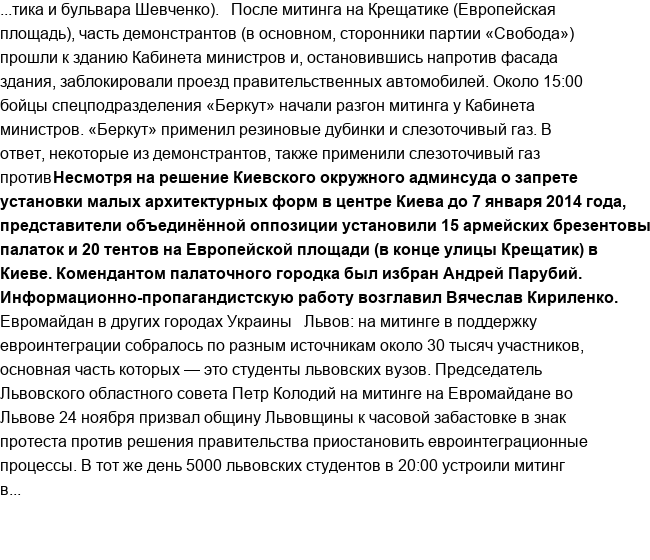 ...тика и бульвара Шевченко).   После митинга на Крещатике (Европейская
площадь), часть демонстрантов (в основном, сторонники партии «Свобода»)
прошли к зданию Кабинета министров и, остановившись напротив фасада
здания, заблокировали проезд правительственных автомобилей. Около 15:00
бойцы спецподразделения «Беркут» начали разгон митинга у Кабинета
министров. «Беркут» применил резиновые дубинки и слезоточивый газ. В
ответ, некоторые из демонстрантов, также применили слезоточивый газ
противНесмотря на решение Киевского окружного админсуда о запрете
установки малых архитектурных форм в центре Киева до 7 января 2014 года,
представители объединённой оппозиции установили 15 армейских брезентовы
палаток и 20 тентов на Европейской площади (в конце улицы Крещатик) в
Киеве. Комендантом палаточного городка был избран Андрей Парубий.
Информационно-пропагандистскую работу возглавил Вячеслав Кириленко.
Евромайдан в других городах Украины   Львов: на митинге в поддержку
евроинтеграции собралось по разным источникам около 30 тысяч участников,
основная часть которых — это студенты львовских вузов. Председатель
Львовского областного совета Петр Колодий на митинге на Евромайдане во
Львове 24 ноября призвал общину Львовщины к часовой забастовке в знак
протеста против решения правительства приостановить евроинтеграционные
процессы. В тот же день 5000 львовских студентов в 20:00 устроили митинг
в...